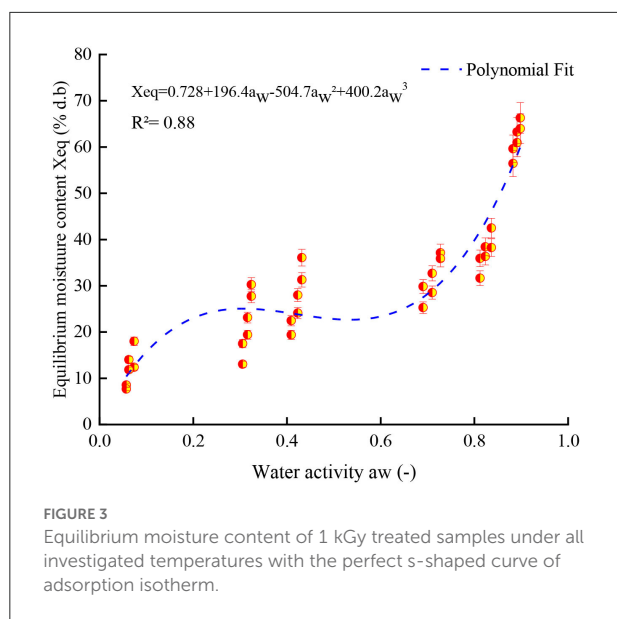 80
70
60
50
40
30
20
10
0
Equilibrium moistuure content Xeq (% d.b)
Polynomial Fit
Xeq=0.728+196.4aw-504.7aw²+400.2aw³
R²= 0.88
0.0 0.2 0.4 0.6 0.8 1.0
Water activity aw (-)
FIGURE 3
Equilibrium moisture content of 1 kGy treated samples under all
investigated temperatures with the perfect s-shaped curve of
adsorption isotherm.